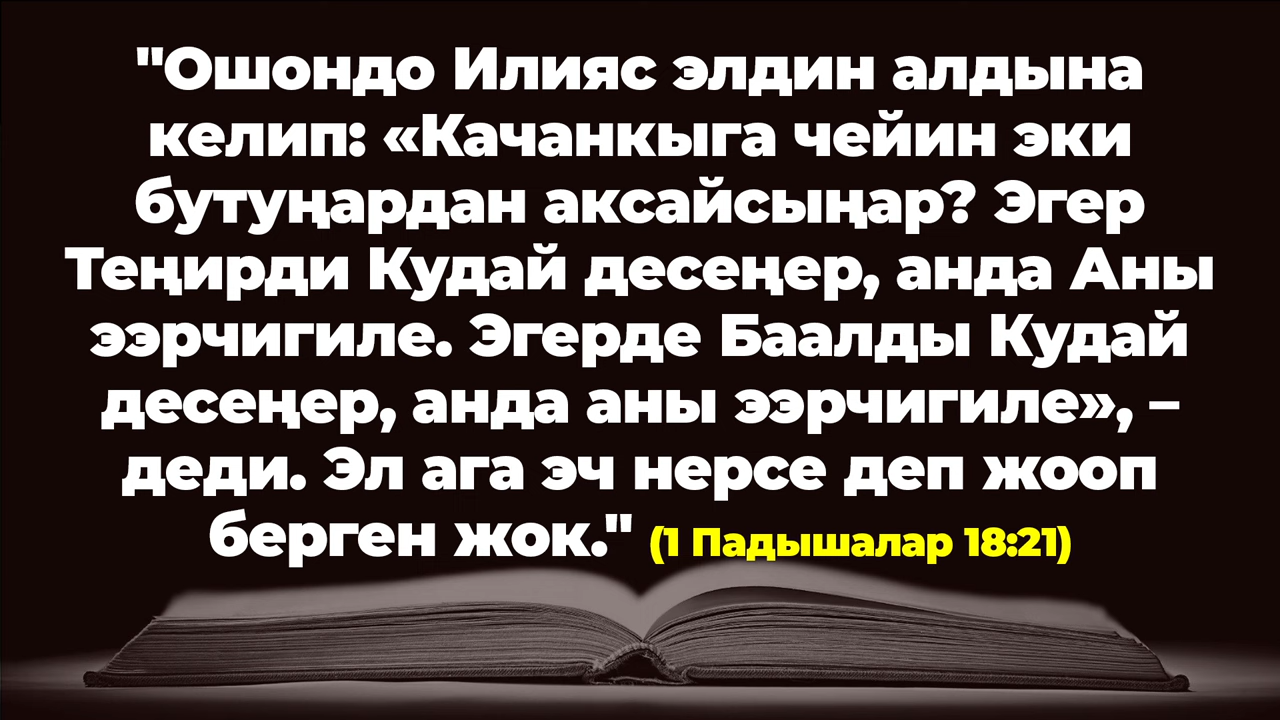 "Ошондо Илияс элдин алдына
келип: «Качанкыга чейин эки
бутуңардан аксайсыңар? Эгер
Теңирди Кудай десеңер, анда Аны
ээрчигиле. Эгерде Баалды Кудай
десеңер, анда аны ээрчигиле», –
деди. Эл ага эч нерсе деп жооп
берген жок." (1 Падышалар 18:21)